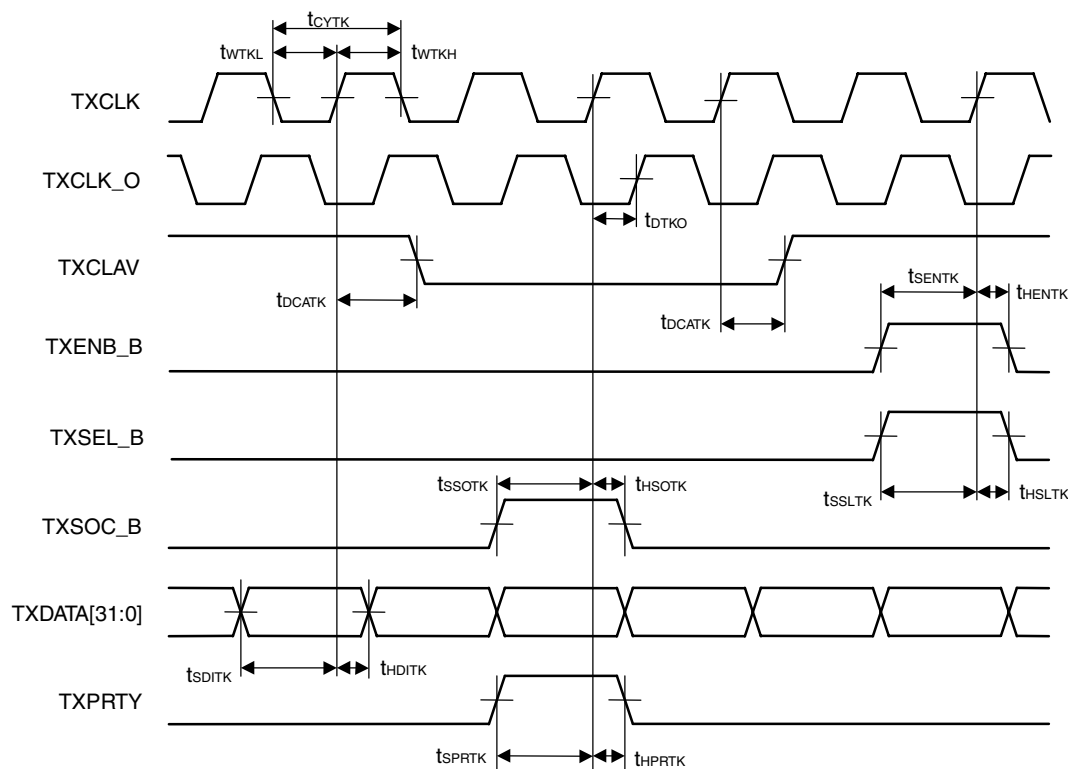 tCYTK
tWTKL
tWTKH
TXCLK
TXCLK_O
tDTKO
TXCLAV
tDCATK
tDCATK
tSENTK
tHENTK
TXENB_B
TXSEL_B
tSSOTK
tHSOTK
tSSLTK
tHSLTK
TXSOC_B
TXDATA[31:0]
tSDITK
tHDITK
TXPRTY
tSPRTK
tHPRTK